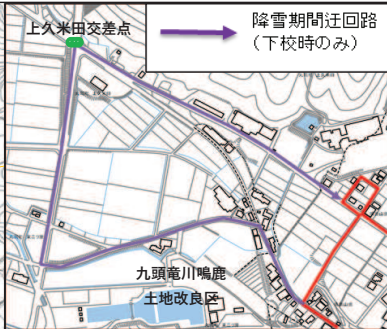 上久米田交差点
降雪期間迂回路
（下校時のみ）
九頭竜川鳴鹿
土地改良区